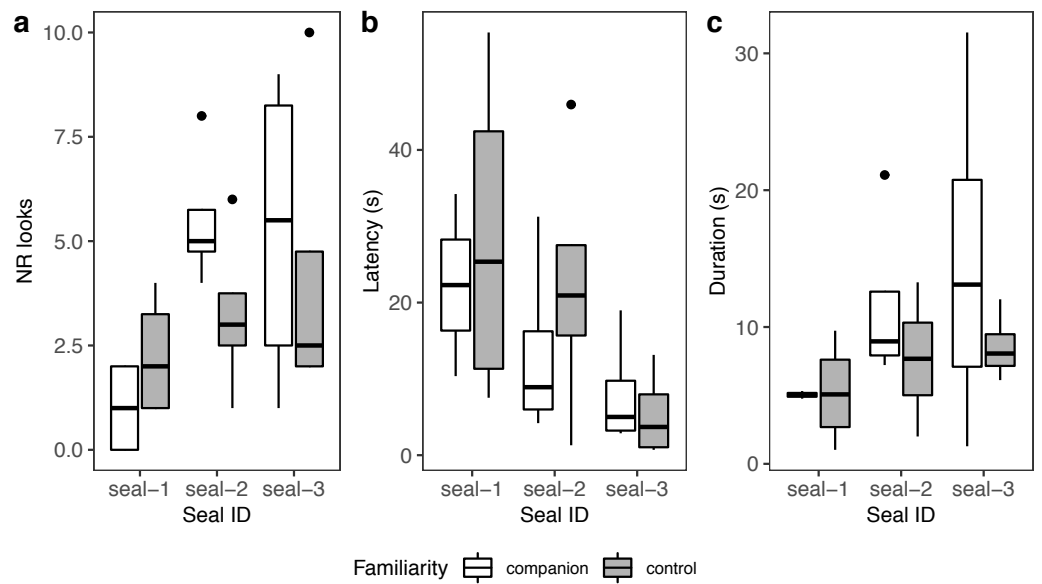 a
NR looks
10.0
7.5
5.0
2.5
0.0
seal−1 seal−2 seal−3
Seal ID
b
Latency (s)
40
20
0
seal−1 seal−2 seal−3
Seal ID
c
Duration (s)
30
20
10
0
seal−1 seal−2 seal−3
Seal ID
Familiarity companion control